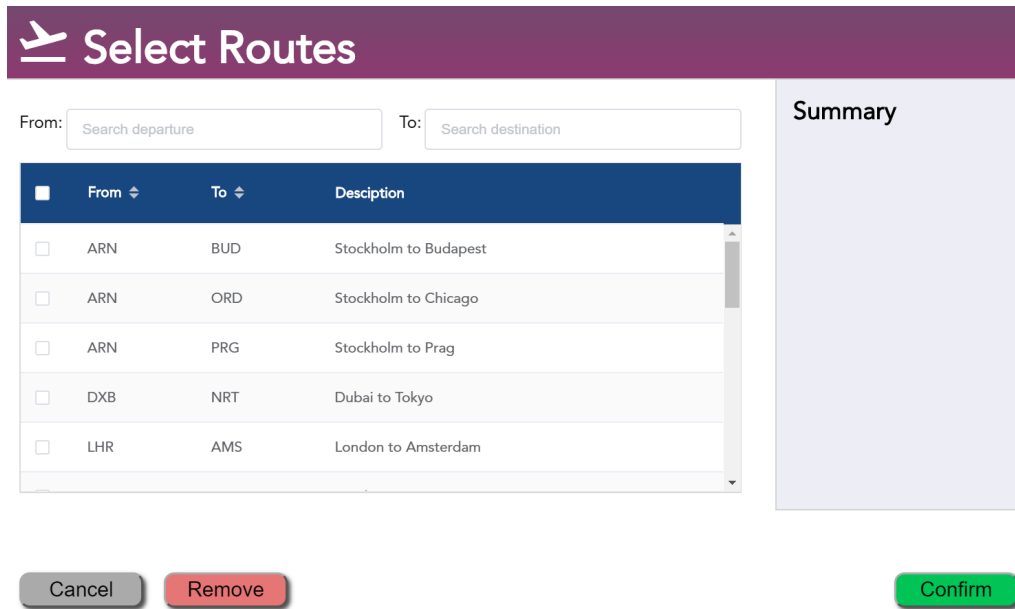 Select Routes
From: Search departure To: Search destination
From To Desciption
ARN BUD Stockholm to Budapest
ARN ORD Stockholm to Chicago
ARN PRG Stockholm to Prag
DXB NRT Dubai to Tokyo
LHR AMS London to Amsterdam
Summary
Cancel Remove Confirm